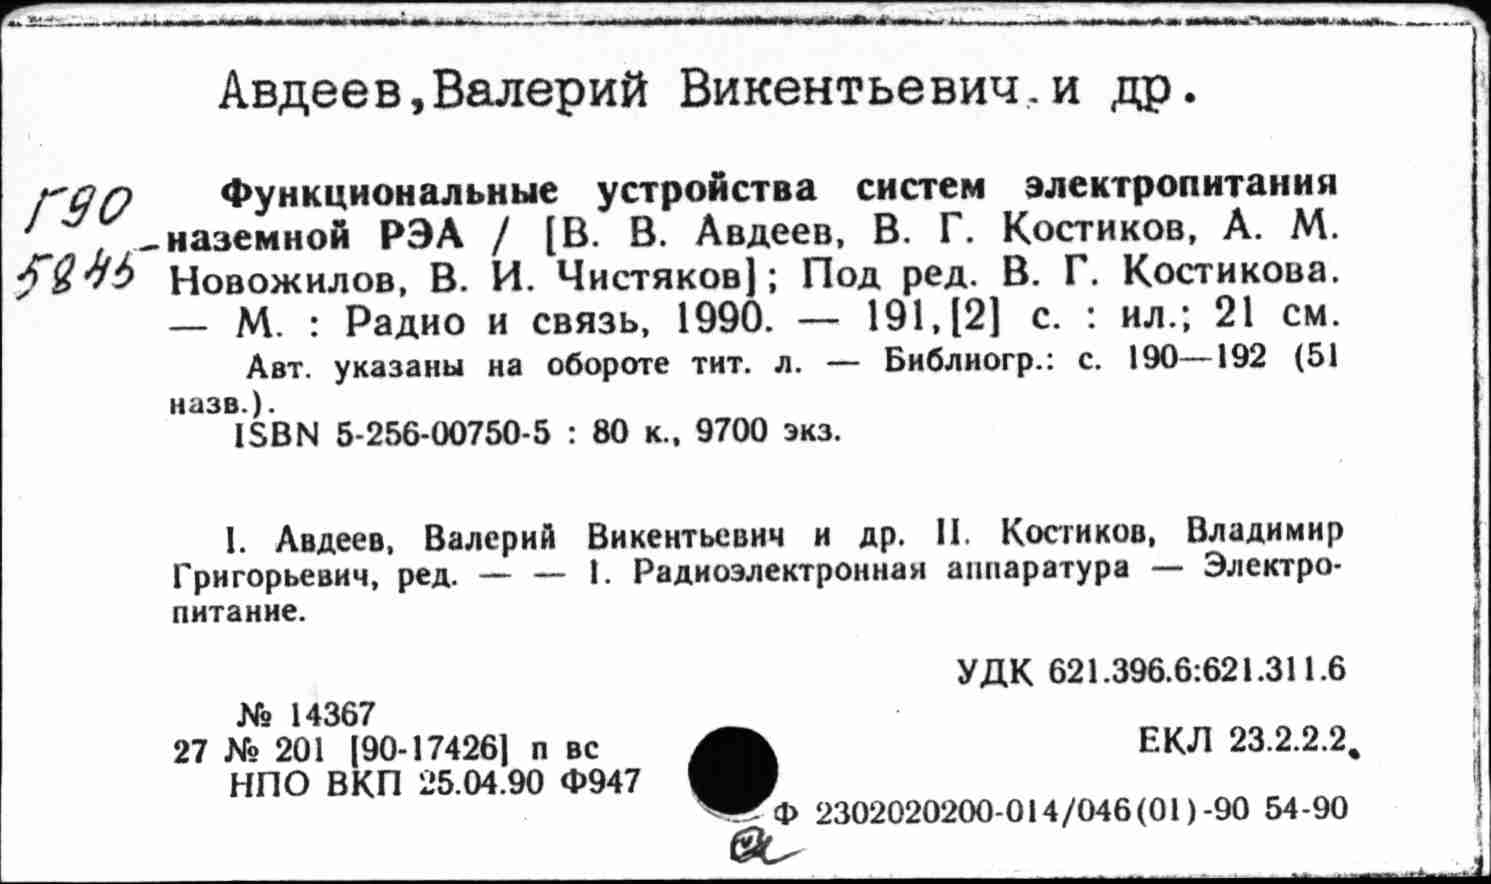 Авдеев,Валерий Викентьевич.и др.
Г90
Функциональные устройства систем электропитания
наземной РЭА / [В. В. Авдеев, В. Г. Костиков, А. М.
Новожилов, В. И. Чистяков] ; Под ред. В. Г. Костикова.
— М. : Радио и связь, 1990. — 191,[2] с. : ил.; 21 см.
Авт. указаны на обороте тит. л. — Библиогр.: с. 190—192 (51
назв.).
ISBN 5-256-00750-5 : 80 к., 9700 экз.
I. Авдеев, Валерий Викентьевич и др. II. Костиков, Владимир
Григорьевич, ред. — — 1. Радиоэлектронная аппаратура — Электро-
питание.
УДК 621.396.6:621.311.6
№ 14367
27 № 201 [90-17426] п вс
ЕКЛ 23.2.2.2.
НПО ВКП 25.04.90 Ф947
Ф 2302020200-014/046(01)-90 54-90